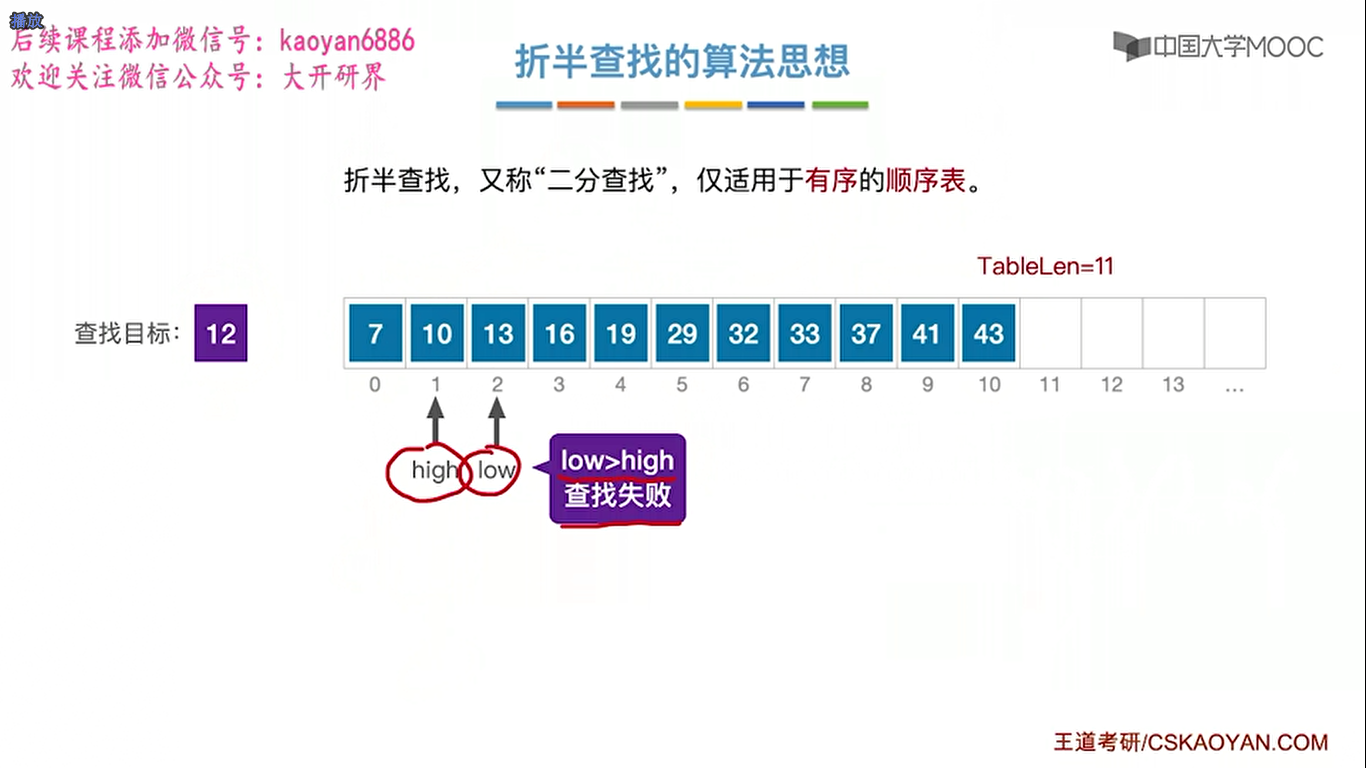 播放
后续课程添加微信号：kaoyan6886
欢迎关注微信公众号：大开研界
中国大学MOOC
折半查找的算法思想
折半查找，又称“二分查找”，仅适用于有序的顺序表。
TableLen=11
查找目标： 12
7 10 13 16 19 29 32 33 37 41 43
0 1 2 3 4 5 6 7 8 9 10 11 12 13 …
high low
low>high
查找失败
王道考研/CSKAOYAN.COM